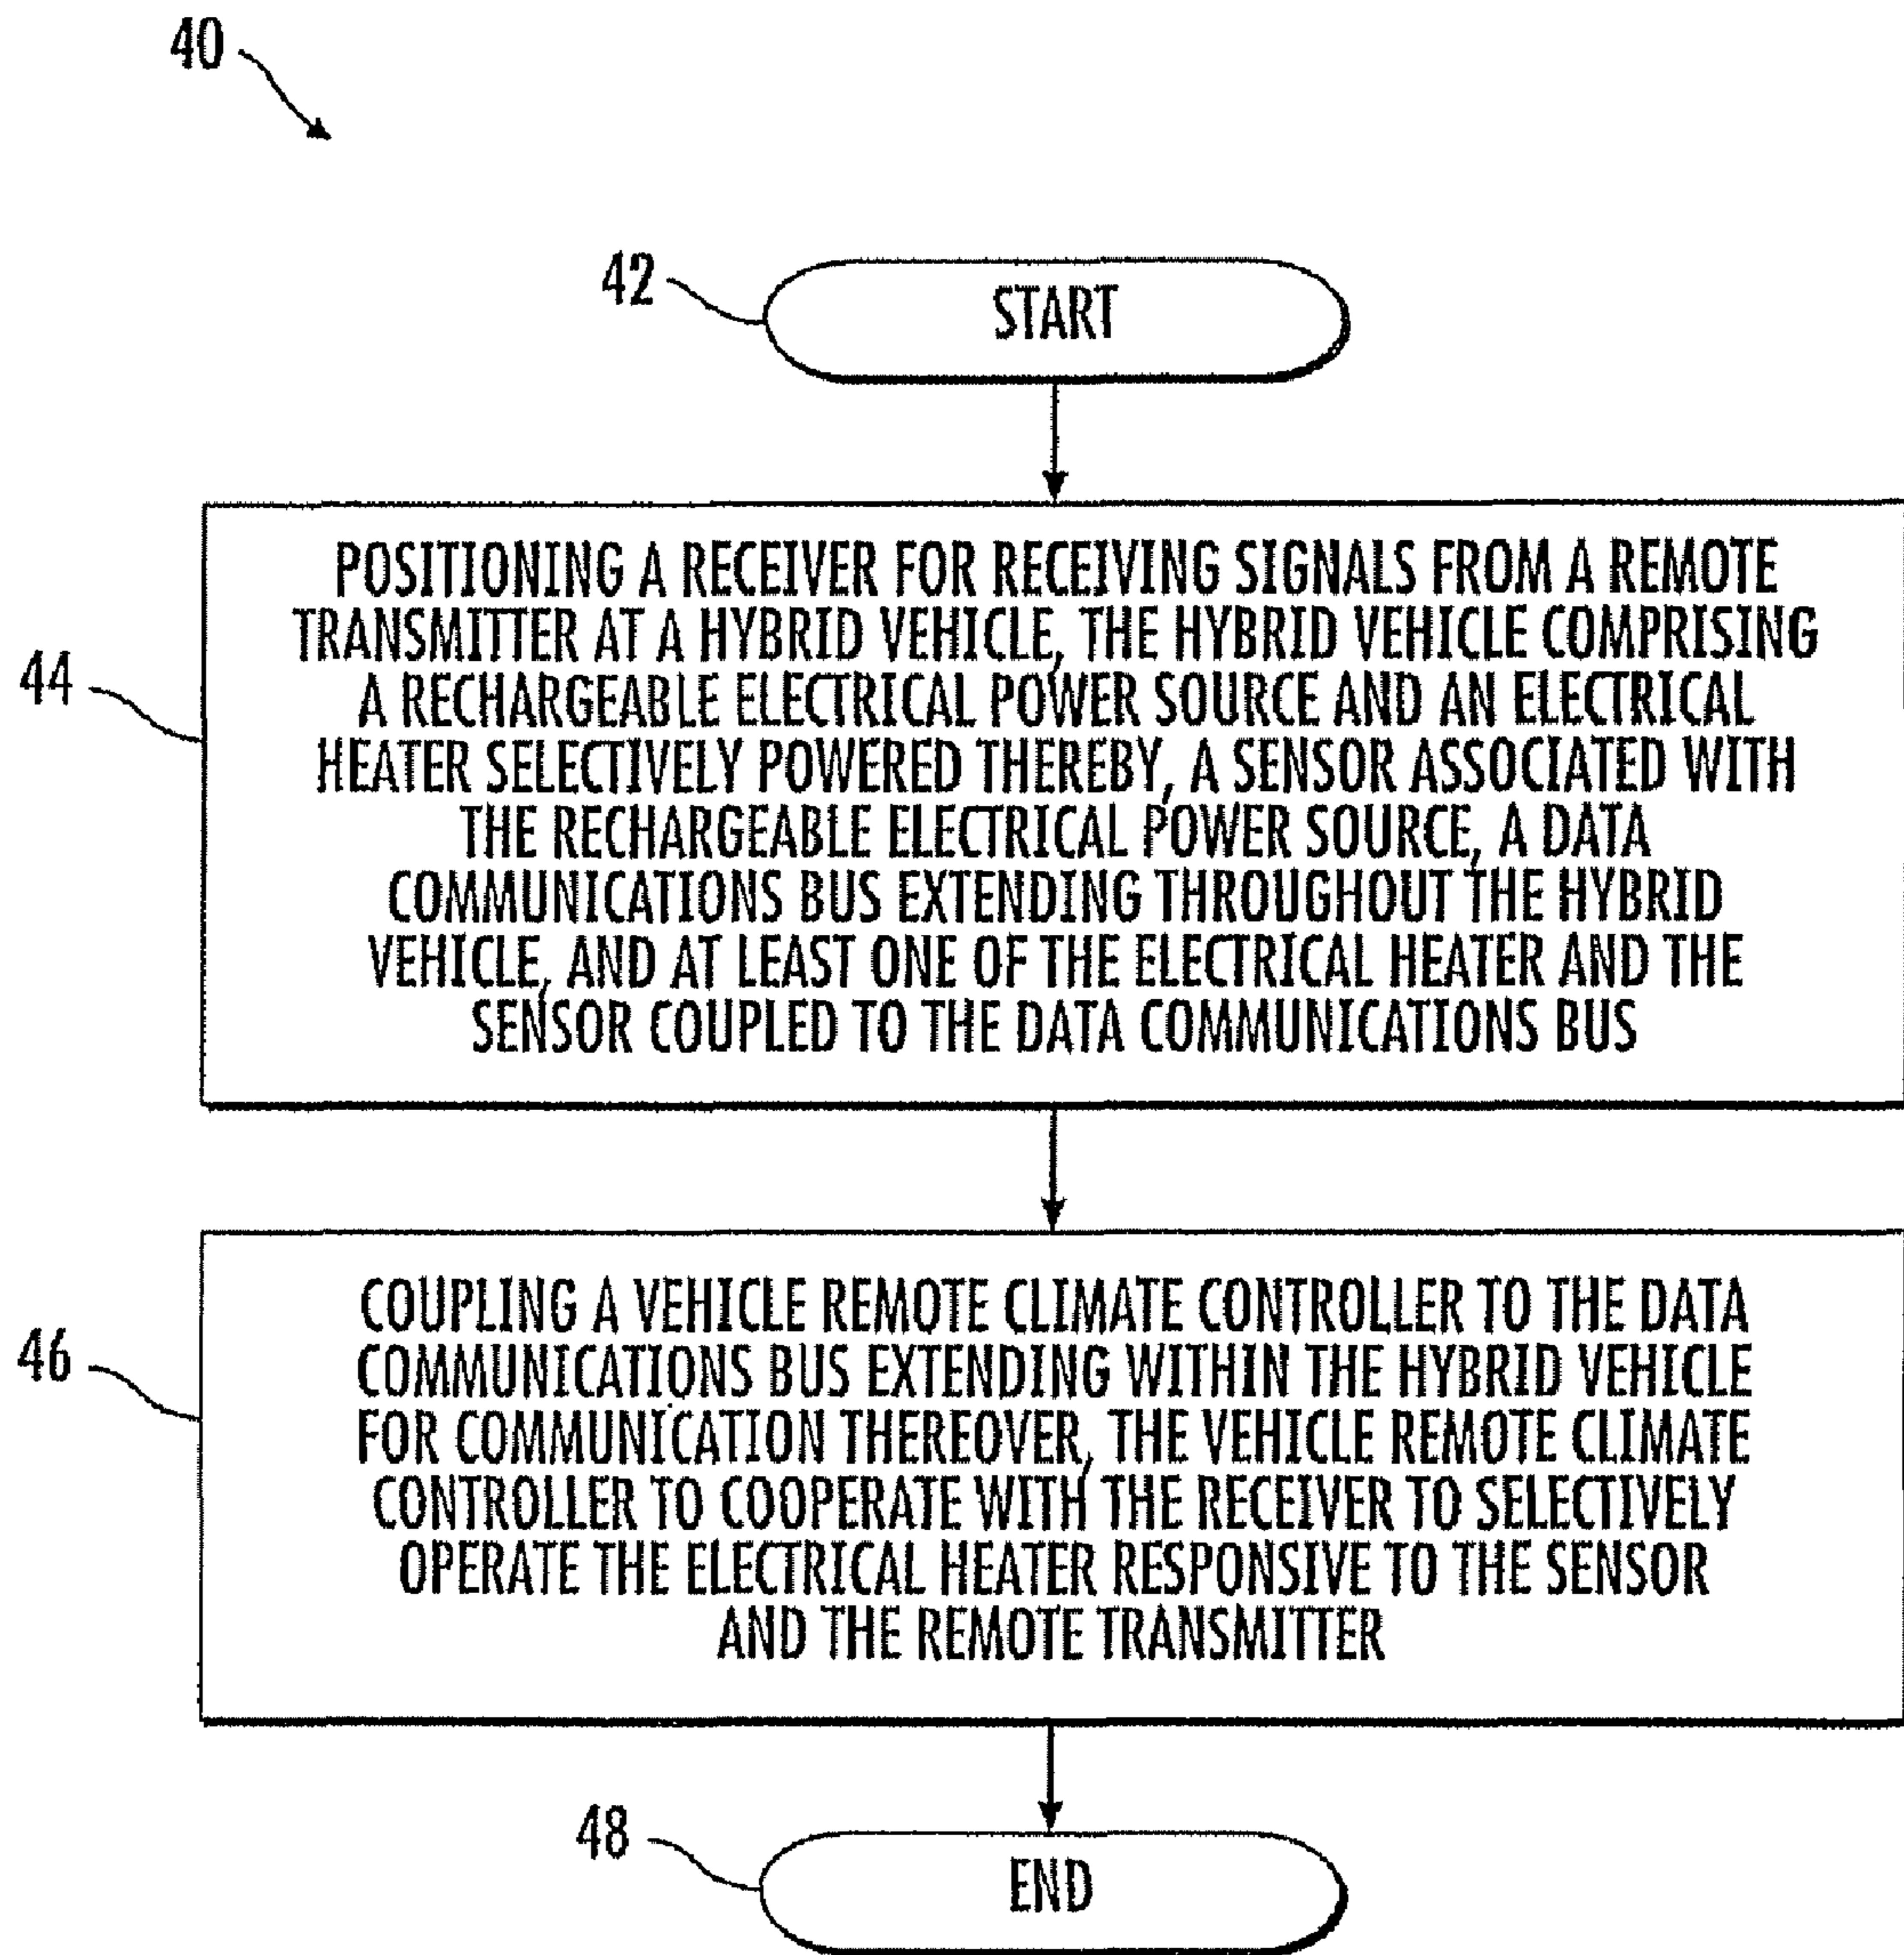 40
42
START
44
POSITIONING A RECEIVER FOR RECEIVING SIGNALS FROM A REMOTE
TRANSMITTER AT A HYBRID VEHICLE, THE HYBRID VEHICLE COMPRISING
A RECHARGEABLE ELECTRICAL POWER SOURCE AND AN ELECTRICAL
HEATER SELECTIVELY POWERED THEREBY, A SENSOR ASSOCIATED WITH
THE RECHARGEABLE ELECTRICAL POWER SOURCE, A DATA
COMMUNICATIONS BUS EXTENDING THROUGHOUT THE HYBRID
VEHICLE, AND AT LEAST ONE OF THE ELECTRICAL HEATER AND THE
SENSOR COUPLED TO THE DATA COMMUNICATIONS BUS
46
COUPLING A VEHICLE REMOTE CLIMATE CONTROLLER TO THE DATA
COMMUNICATIONS BUS EXTENDING WITHIN THE HYBRID VEHICLE
FOR COMMUNICATION THEREOVER, THE VEHICLE REMOTE CLIMATE
CONTROLLER TO COOPERATE WITH THE RECEIVER TO SELECTIVELY
OPERATE THE ELECTRICAL HEATER RESPONSIVE TO THE SENSOR
AND THE REMOTE TRANSMITTER
48
END